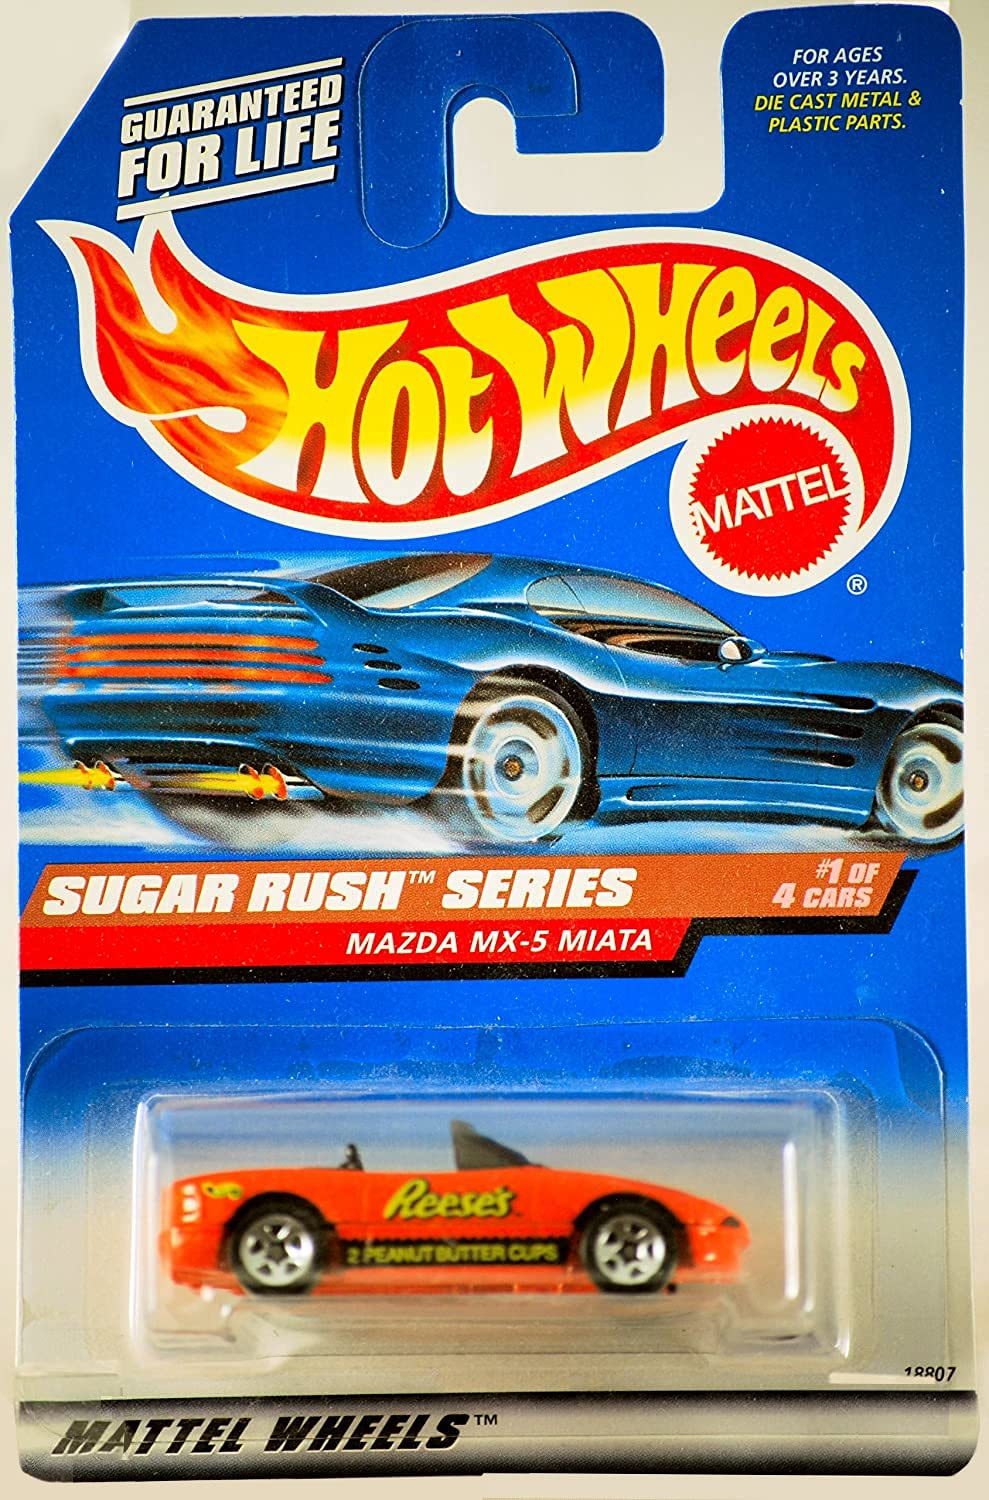 GUARANTEED
FOR LIFE
FOR AGES
OVER 3 YEARS.
DIE CAST METAL &
PLASTIC PARTS.
HOT WHEELS
MATTEL
®
SUGAR RUSH™ SERIES
#1 OF
4 CARS
MAZDA MX-5 MIATA
Reese's
2 PEANUT BUTTER CUPS
18807
MATTEL WHEELS™